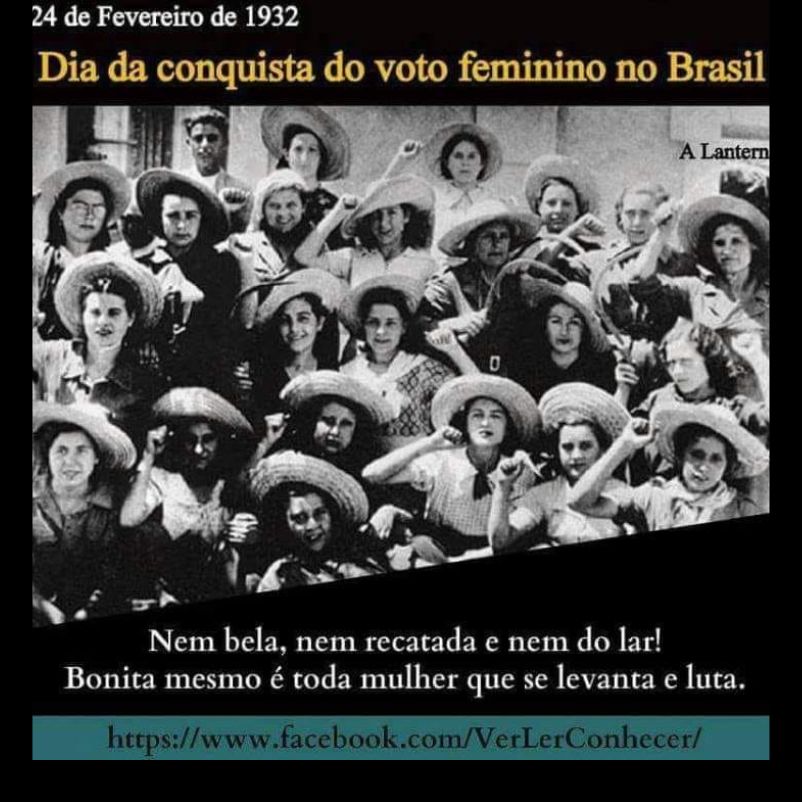 24 de Fevereiro de 1932
Dia da conquista do voto feminino no Brasil
A Lantern
Nem bela, nem recatada e nem do lar!
Bonita mesmo é toda mulher que se levanta e luta.
https://www.facebook.com/VerLerConhecer/